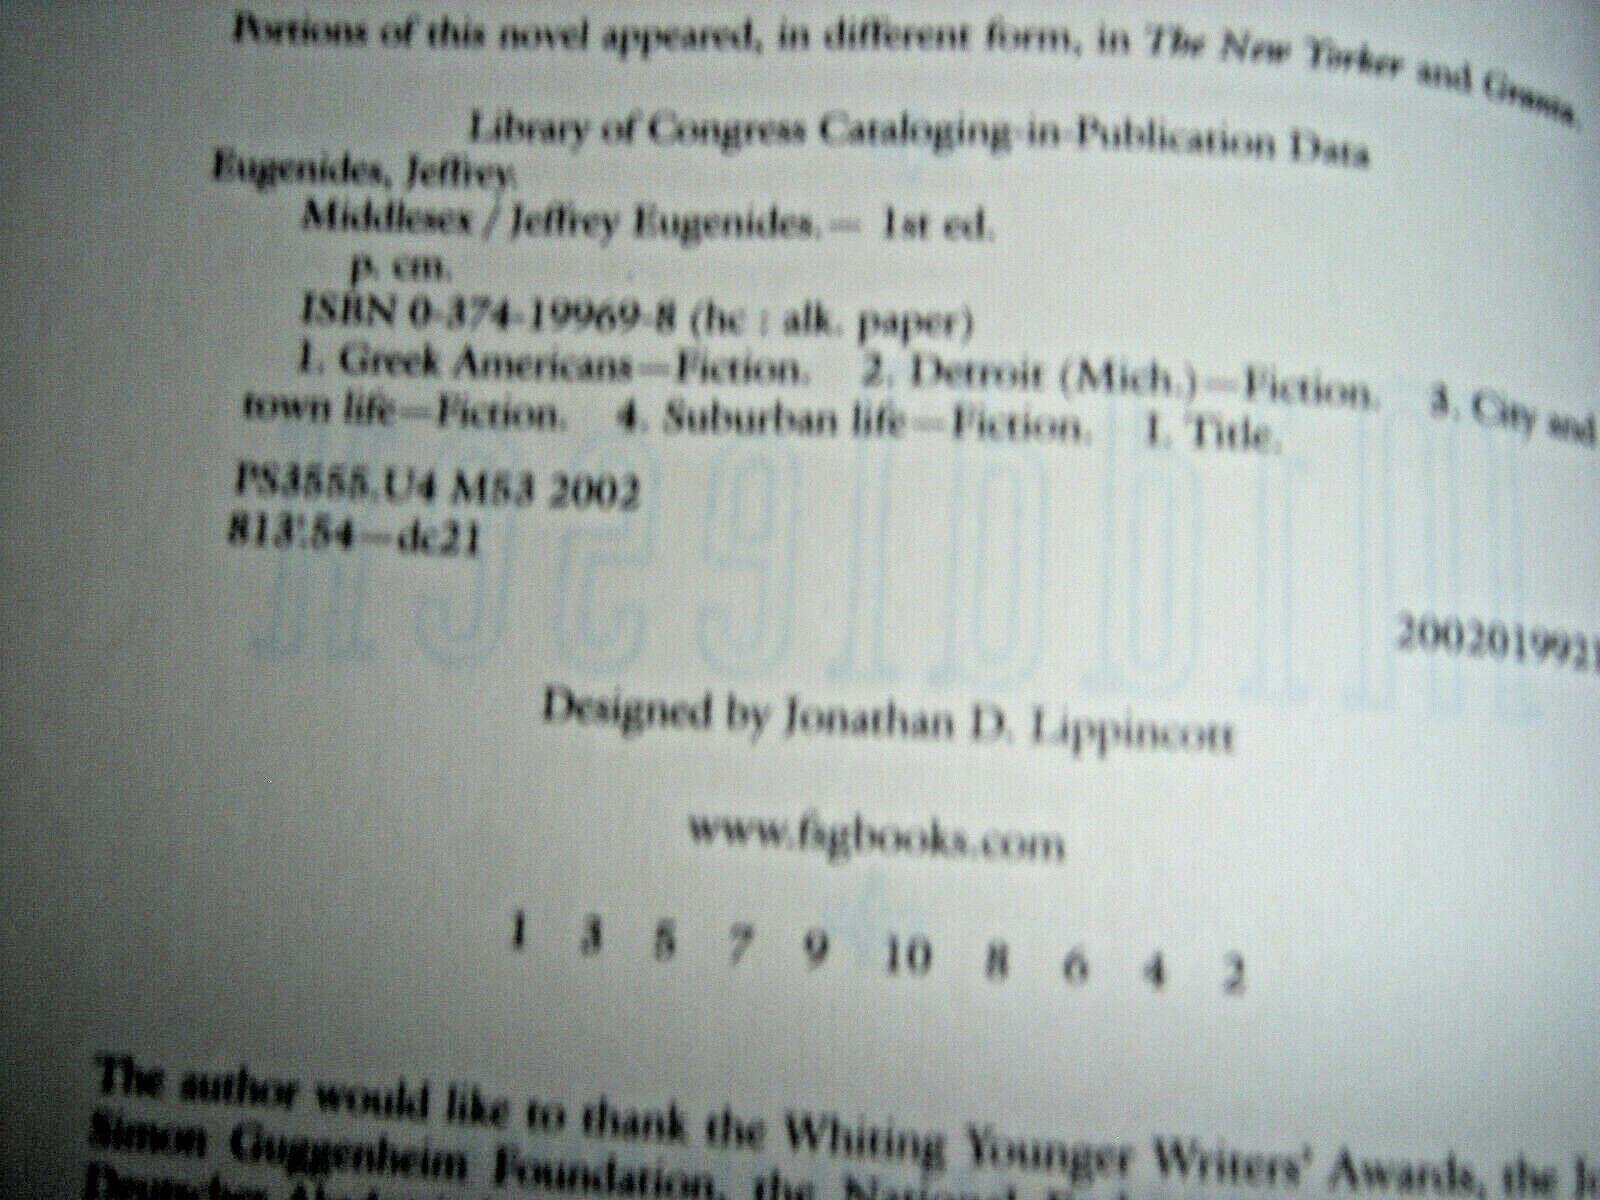 Portions of this novel appeared, in different form, in The New Yorker and Granta.
Library of Congress Cataloging-in-Publication Data
Eugenides, Jeffrey.
Middlesex / Jeffrey Eugenides.— 1st ed.
p. cm.
ISBN 0-374-19969-8 (hc : alk. paper)
1. Greek Americans—Fiction. 2. Detroit (Mich.)—Fiction. 3. City and
town life—Fiction. 4. Suburban life—Fiction. I. Title.
PS3555.U4 M53 2002
813'.54—dc21
2002019921
Designed by Jonathan D. Lippincott
www.fsgbooks.com
1 3 5 7 9 10 8 6 4 2
The author would like to thank the Whiting Younger Writers' Awards, the
Simon Guggenheim Foundation, the National